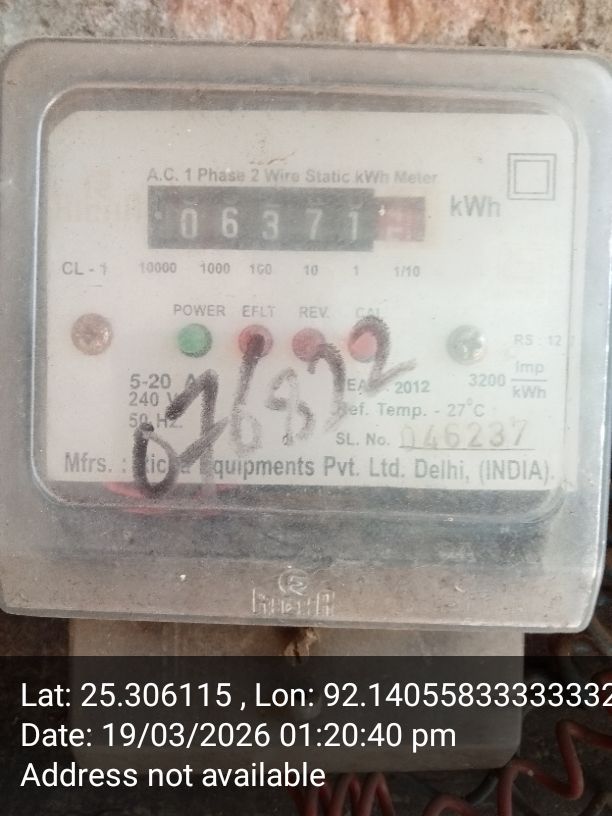 A.C. 1 Phase 2 Wire Static kWh Meter
06371 kWh
CL - 1 10000 1000 100 10 1 1/10
POWER EFLT REV. CAL
RS : 12
5-20 A 2012 3200 Imp/kWh
240 V
50 Hz. Ref. Temp. - 27°C
SL. No. 046237
Mfrs. : Equipments Pvt. Ltd. Delhi, (INDIA).
Lat: 25.306115 , Lon: 92.14055833333332
Date: 19/03/2026 01:20:40 pm
Address not available